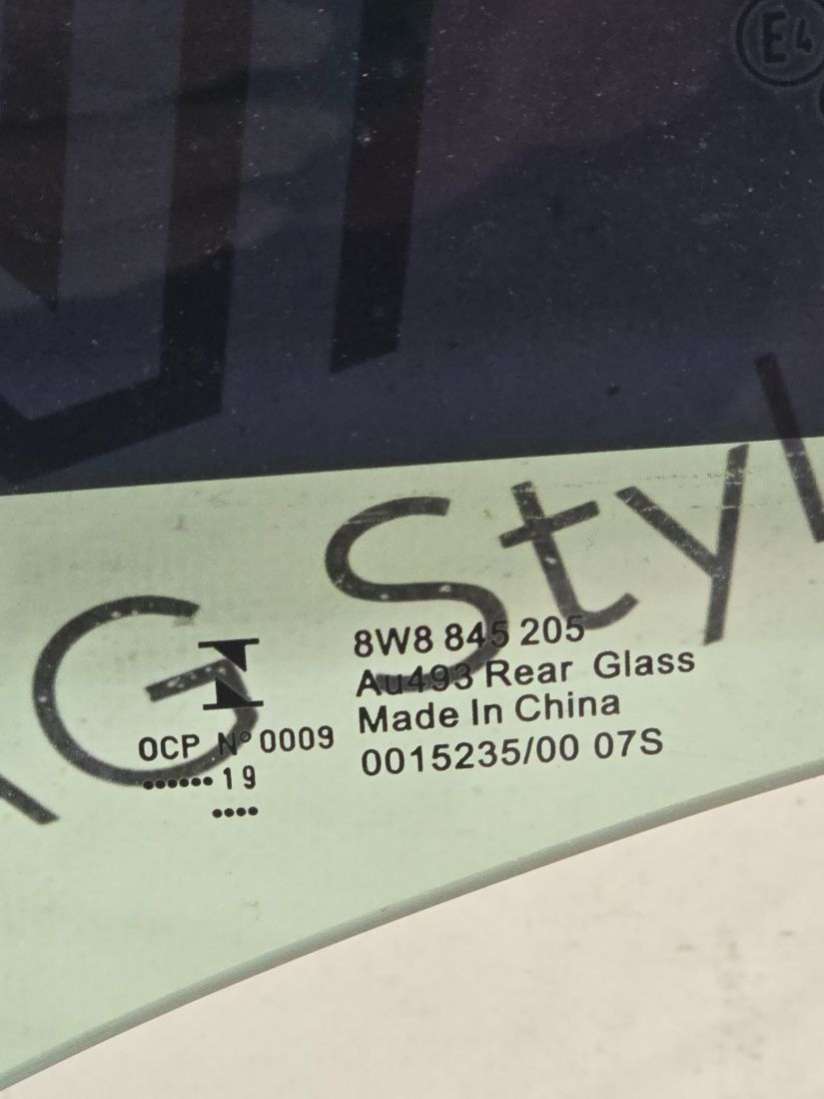 E4
G Styl
8W8 845 205
Au493 Rear Glass
Made In China
0015235/00 07S
OCP N° 0009
•••••• 19
••••